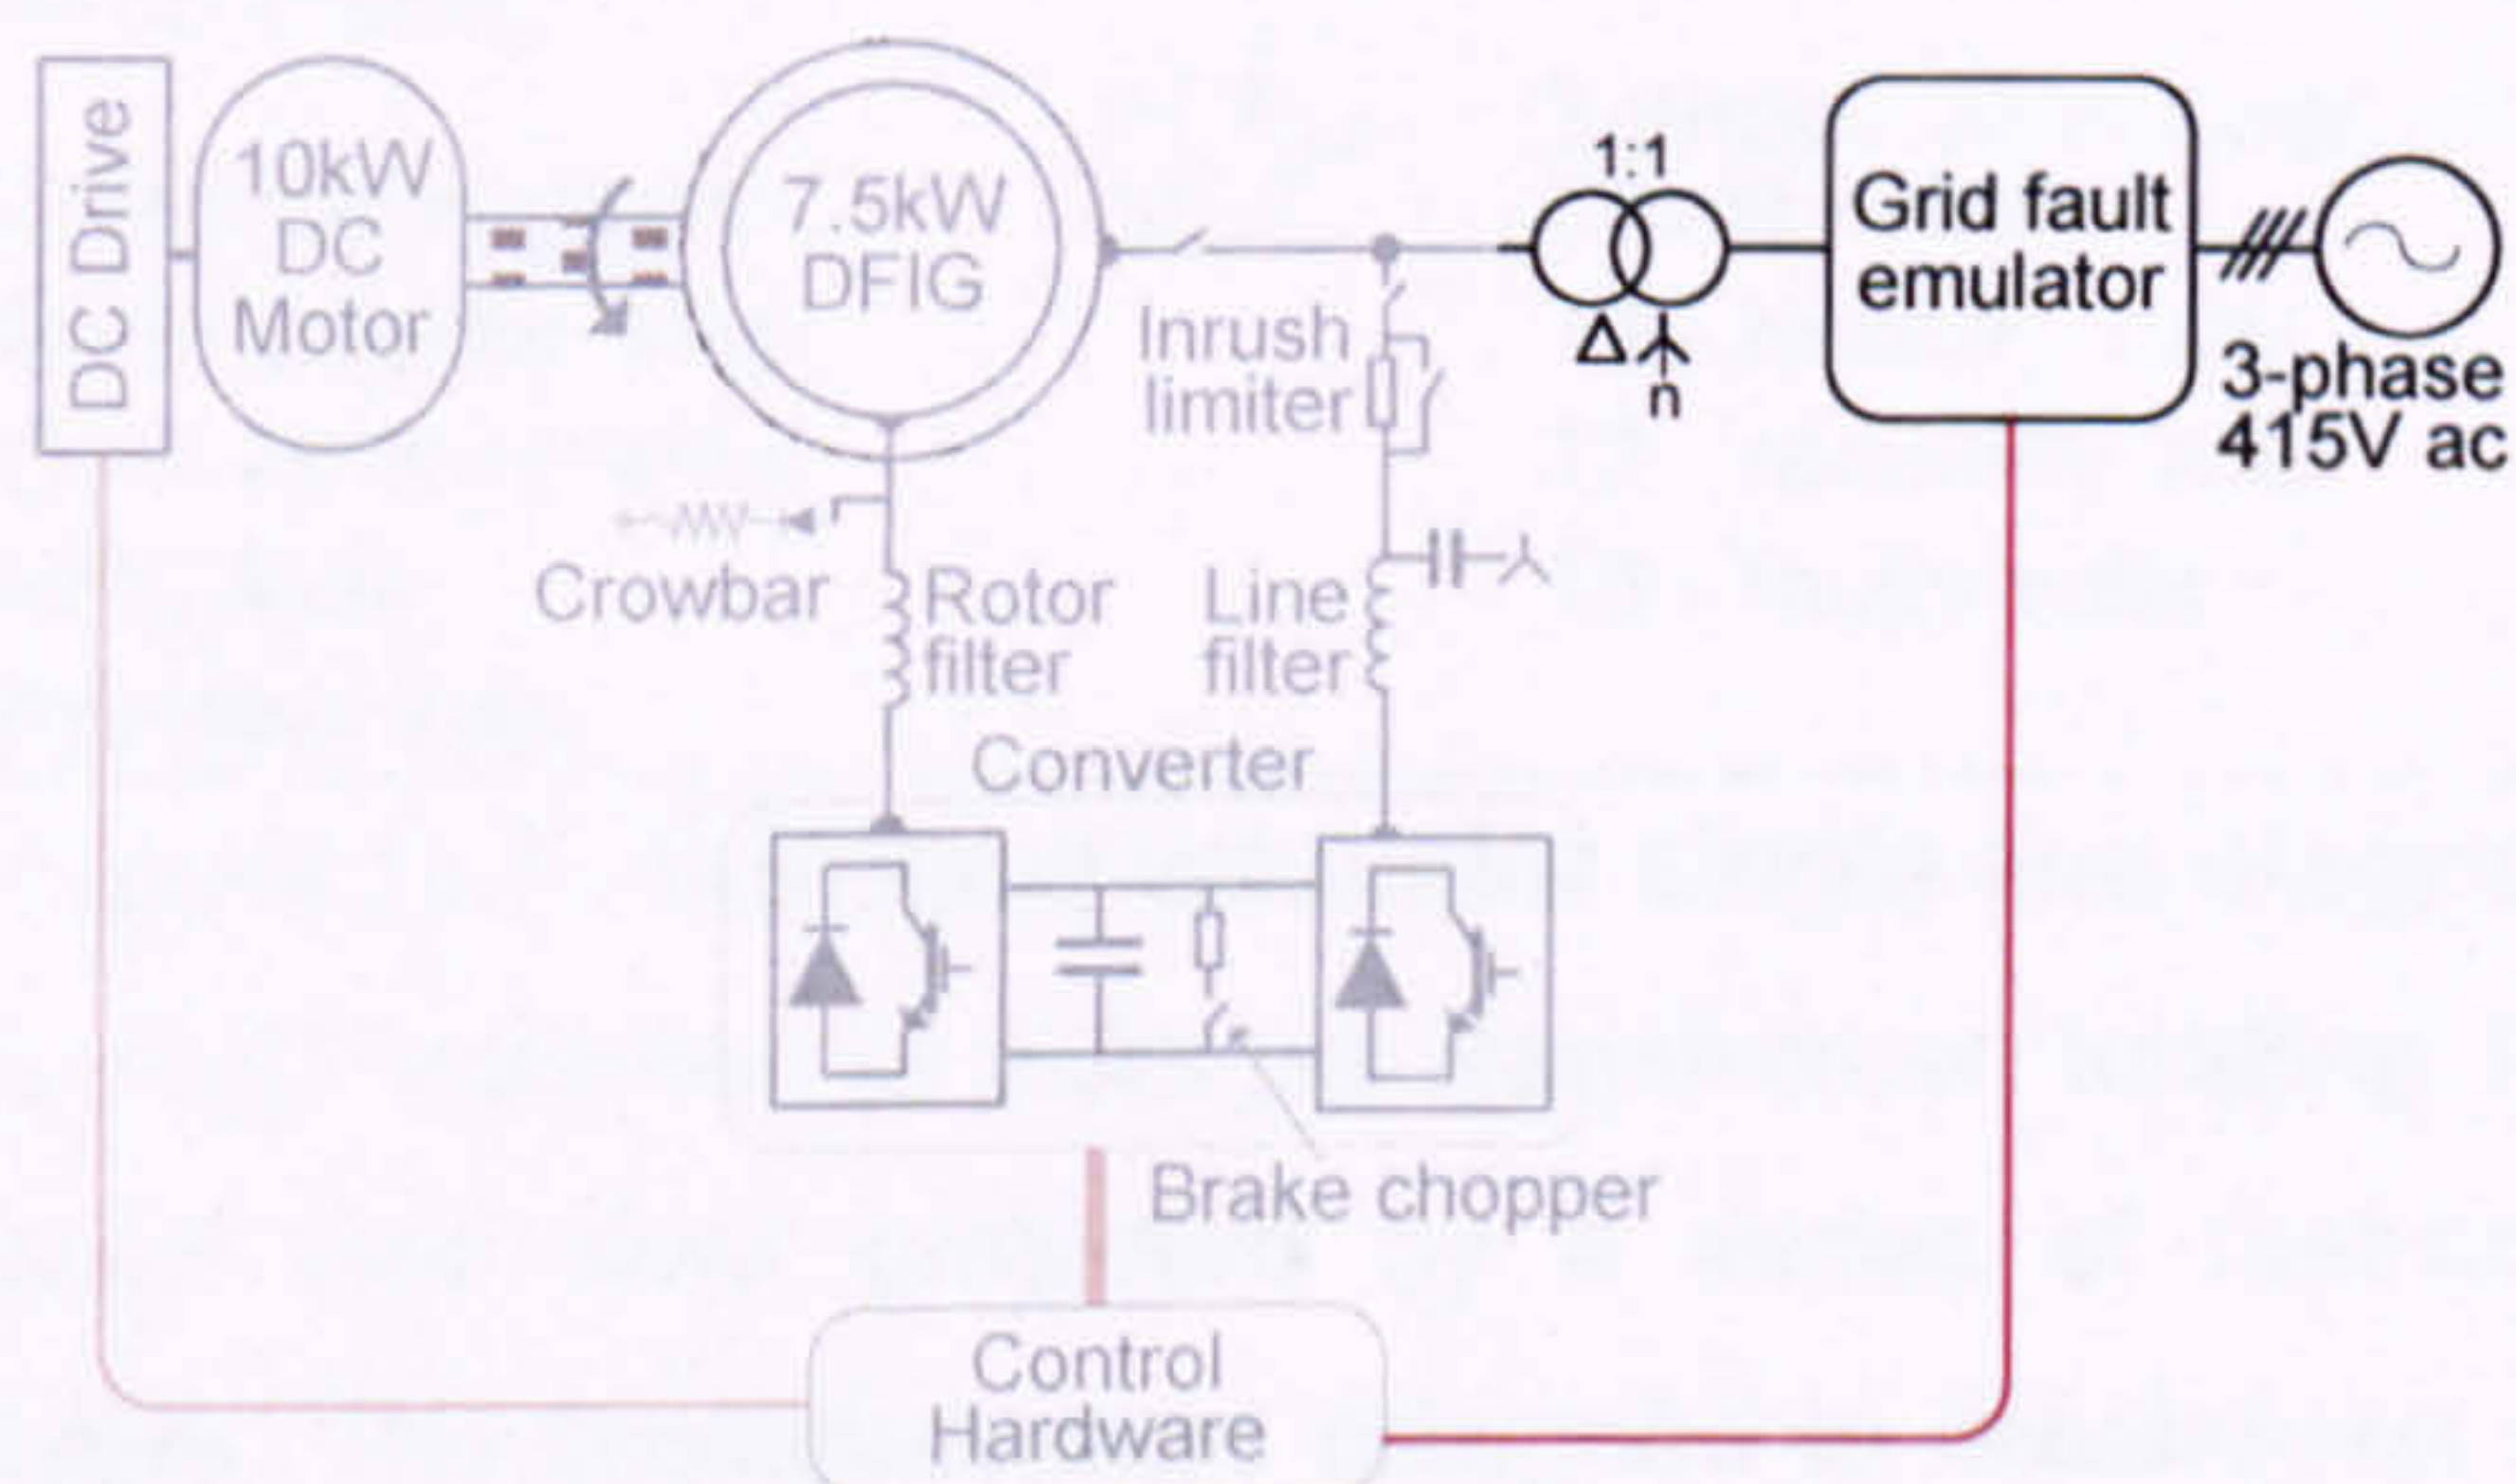 DC Drive
10kW
DC
Motor
7.5kW
DFIG
1:1
Δ
n
Grid fault
emulator
3-phase
415V ac
Inrush
limiter
Crowbar
Rotor
filter
Line
filter
Converter
Brake chopper
Control
Hardware